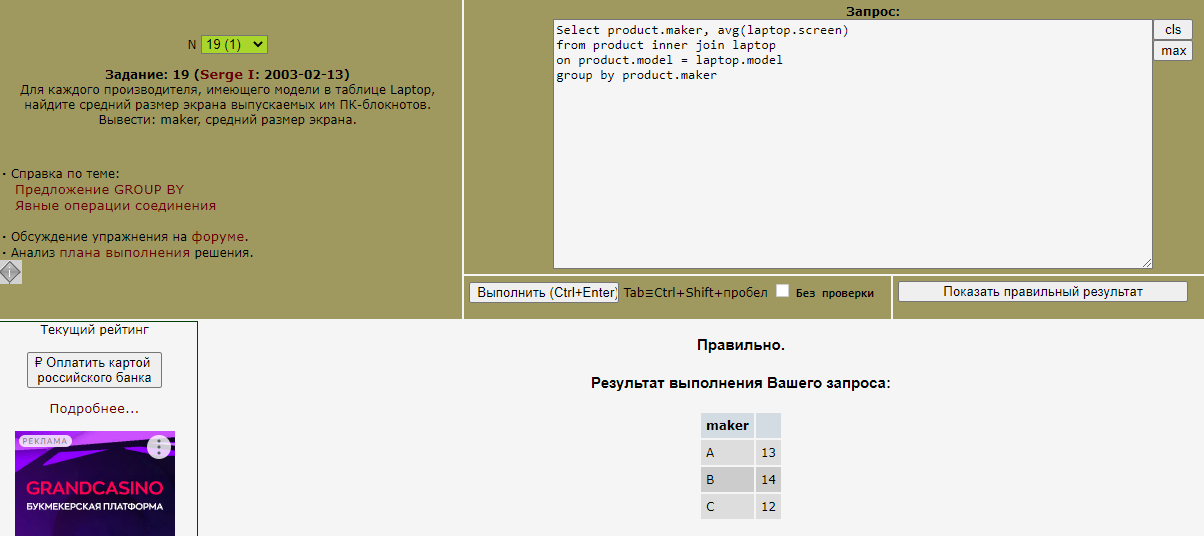 N 19 (1)
Задание: 19 (Serge I: 2003-02-13)
Для каждого производителя, имеющего модели в таблице Laptop,
найдите средний размер экрана выпускаемых им ПК-блокнотов.
Вывести: maker, средний размер экрана.
· Справка по теме:
Предложение GROUP BY
Явные операции соединения
· Обсуждение упражнения на форуме.
· Анализ плана выполнения решения.
Запрос:
Select product.maker, avg(laptop.screen)
from product inner join laptop
on product.model = laptop.model
group by product.maker
cls
max
Выполнить (Ctrl+Enter) Tab≡Ctrl+Shift+пробел Без проверки
Показать правильный результат
Текущий рейтинг
₽ Оплатить картой
российского банка
Подробнее...
РЕКЛАМА
GRANDCASINO
БУКМЕКЕРСКАЯ ПЛАТФОРМА
Правильно.
Результат выполнения Вашего запроса:
maker
A 13
B 14
C 12